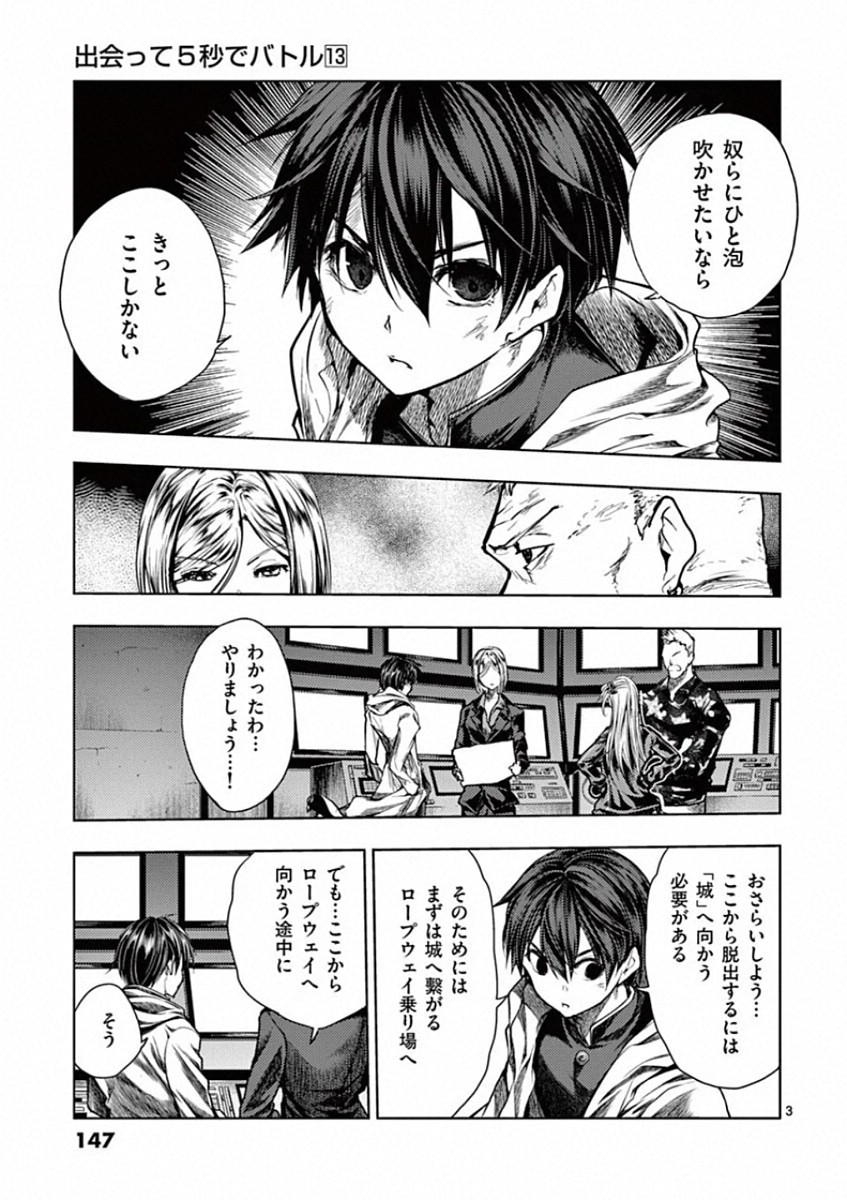 出会って5秒でバトル13
奴らにひと泡
吹かせたいなら
きっと
ここしかない
わかったわ…
やりましょう…!
おさらいしよう…
ここから脱出するには
「城」へ向かう
必要がある
そのためには
まずは城へ繋がる
ロープウェイ乗り場へ
でも…ここから
ロープウェイへ
向かう途中に
そう
3
147